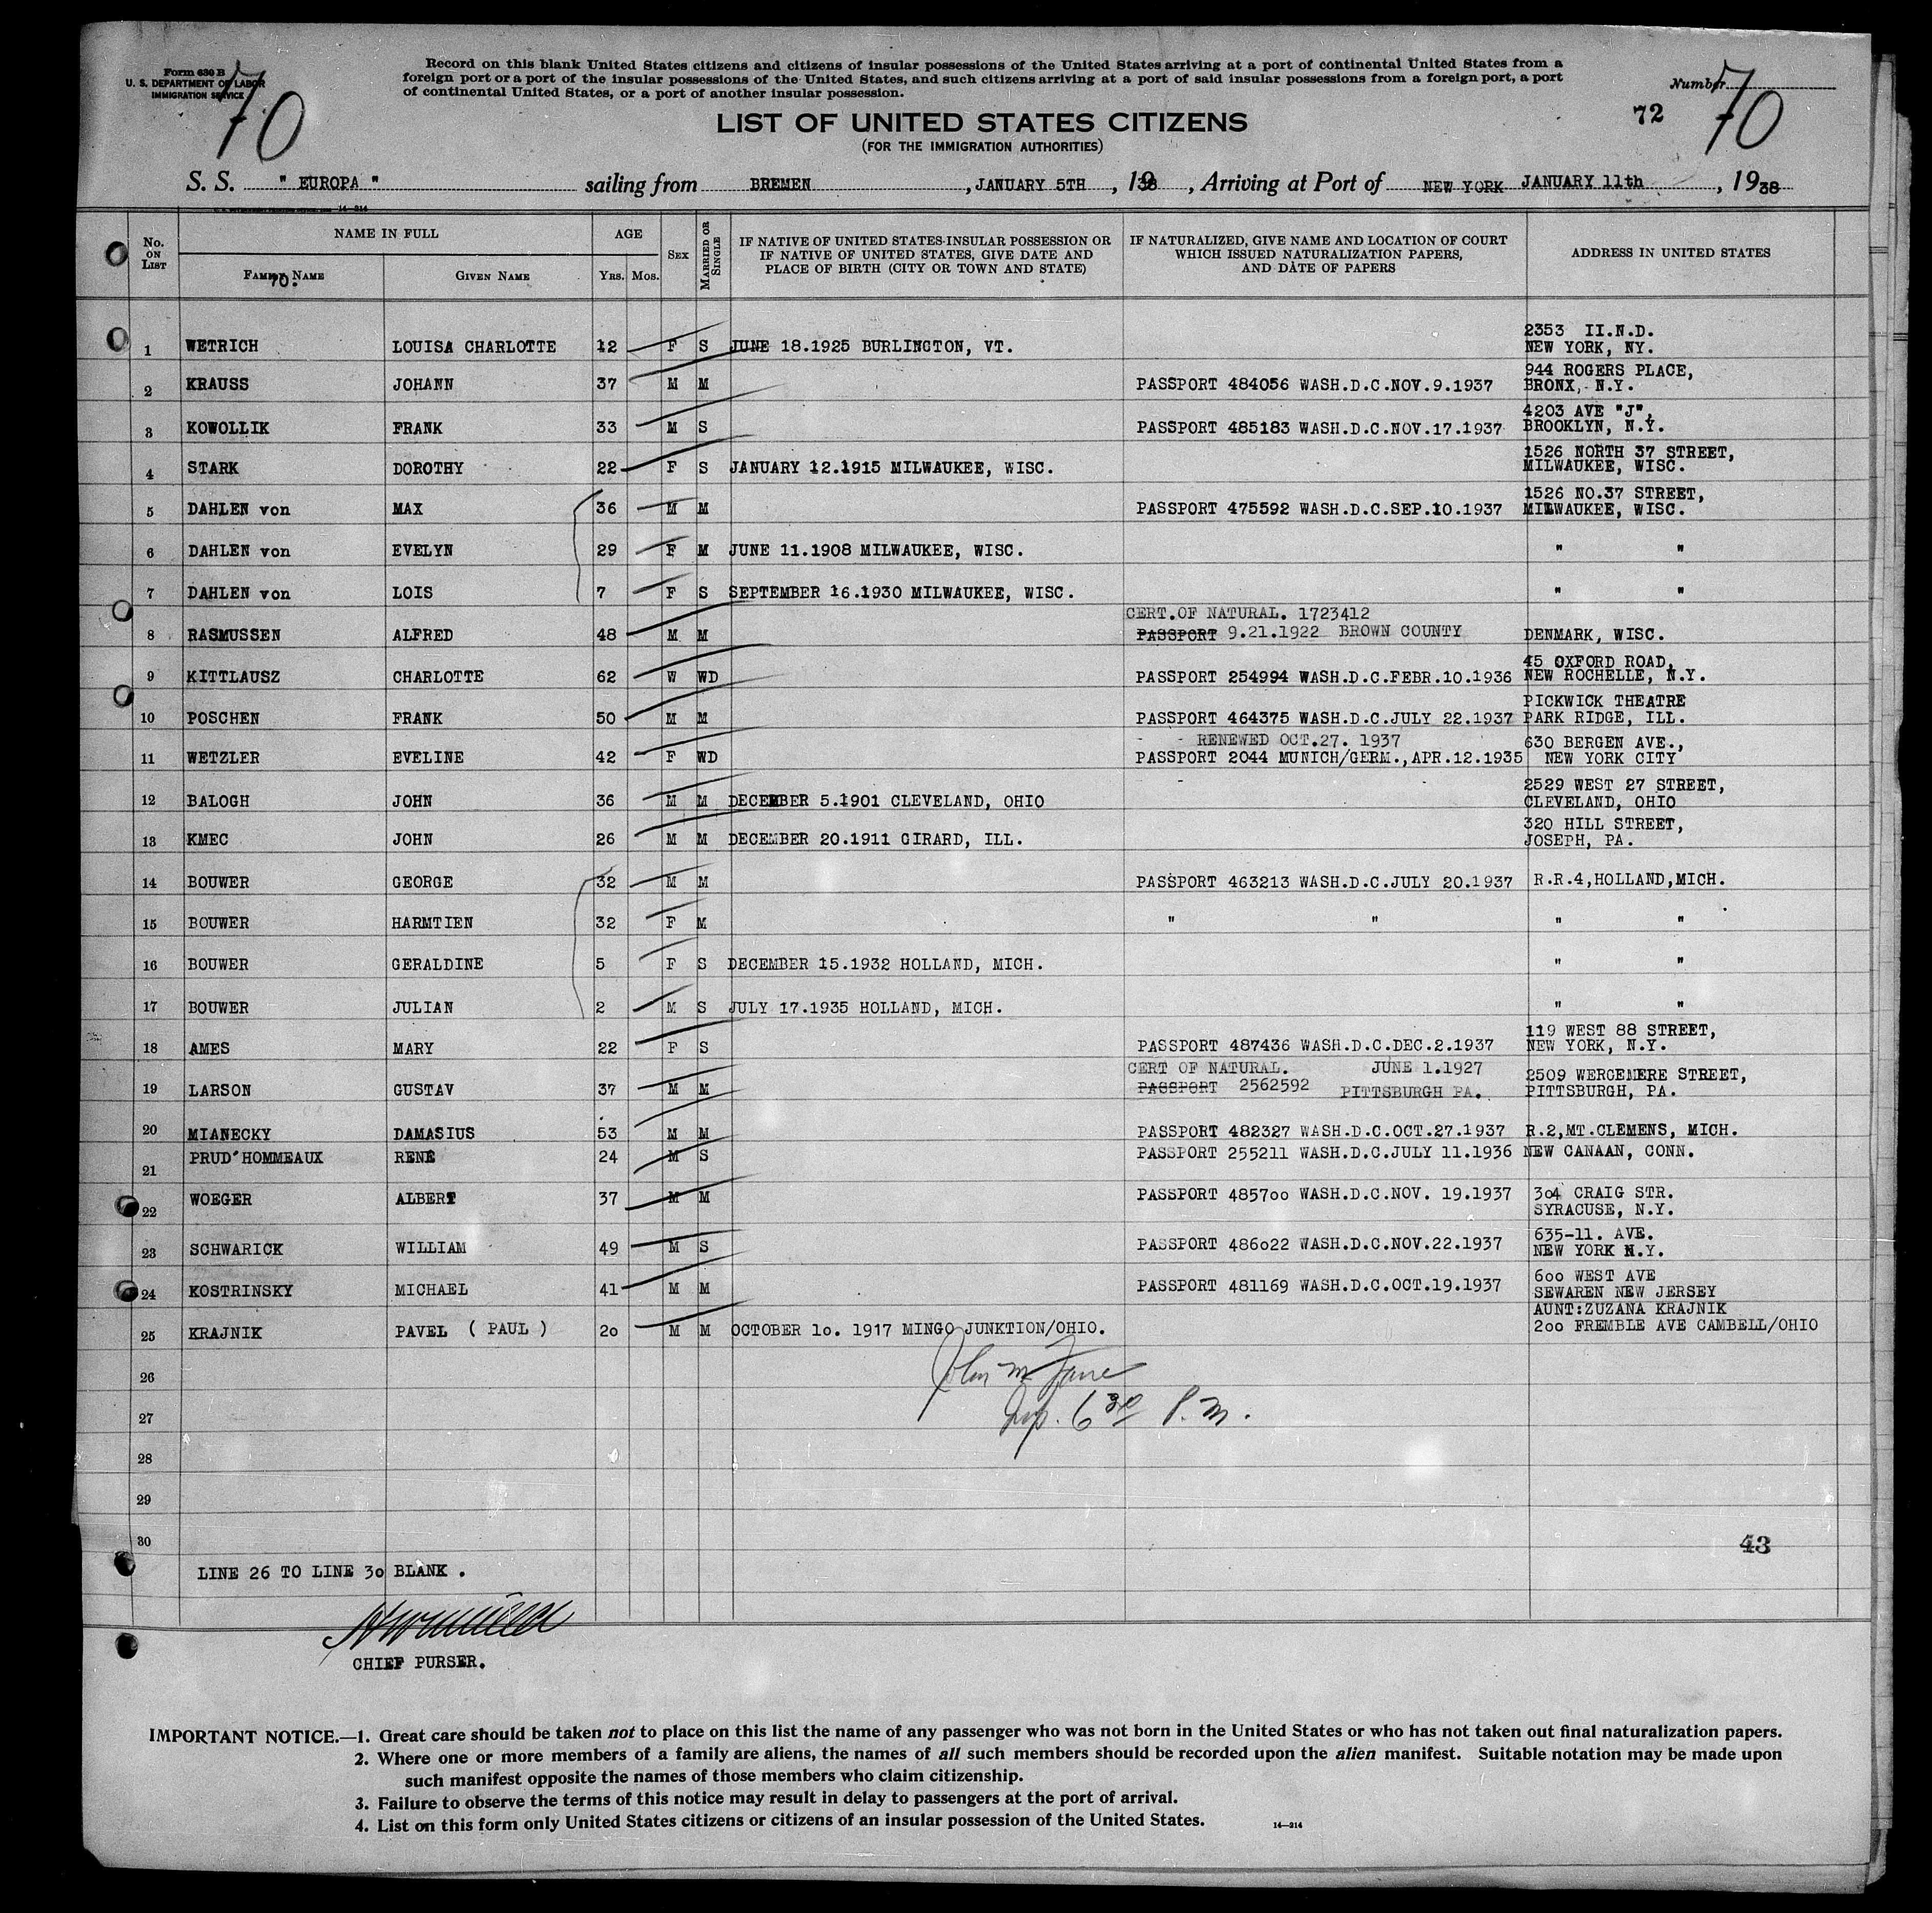 Form 630 B
U. S. DEPARTMENT OF LABOR
IMMIGRATION SERVICE
70
Record on this blank United States citizens and citizens of insular possessions of the United States arriving at a port of continental United States from a
foreign port or a port of the insular possessions of the United States, and such citizens arriving at a port of said insular possessions from a foreign port, a port
of continental United States, or a port of another insular possession.
Number
72 70
LIST OF UNITED STATES CITIZENS
(FOR THE IMMIGRATION AUTHORITIES)
S. S. " EUROPA " sailing from BREMEN , JANUARY 5TH , 1938 , Arriving at Port of NEW YORK JANUARY 11th , 1938
14—214
No. ON LIST NAME IN FULL AGE SEX MARRIED OR SINGLE IF NATIVE OF UNITED STATES INSULAR POSSESSION OR IF NATIVE OF UNITED STATES, GIVE DATE AND PLACE OF BIRTH (CITY OR TOWN AND STATE) IF NATURALIZED, GIVE NAME AND LOCATION OF COURT WHICH ISSUED NATURALIZATION PAPERS, AND DATE OF PAPERS ADDRESS IN UNITED STATES
FAMILY NAME GIVEN NAME YRS. MOS.
70.
2353 II.N.D.
1 WETRICH LOUISA CHARLOTTE 12 F S JUNE 18.1925 BURLINGTON, VT. NEW YORK, NY.
944 ROGERS PLACE,
2 KRAUSS JOHANN 37 M M PASSPORT 484056 WASH.D.C.NOV.9.1937 BRONX, N.Y.
4203 AVE "J",
3 KOWOLLIK FRANK 33 M S PASSPORT 485183 WASH.D.C.NOV.17.1937 BROOKLYN, N.Y.
1526 NORTH 37 STREET,
4 STARK DOROTHY 22 F S JANUARY 12.1915 MILWAUKEE, WISC. MILWAUKEE, WISC.
1526 NO.37 STREET,
5 DAHLEN von MAX 36 M M PASSPORT 475592 WASH.D.C.SEP.10.1937 MILWAUKEE, WISC.
6 DAHLEN von EVELYN 29 F M JUNE 11.1908 MILWAUKEE, WISC. " "
7 DAHLEN von LOIS 7 F S SEPTEMBER 16.1930 MILWAUKEE, WISC. " "
CERT.OF NATURAL. 1723412
8 RASMUSSEN ALFRED 48 M M PASSPORT 9.21.1922 BROWN COUNTY DENMARK, WISC.
45 OXFORD ROAD,
9 KITTLAUSZ CHARLOTTE 62 W WD PASSPORT 254994 WASH.D.C.FEBR.10.1936 NEW ROCHELLE, N.Y.
PICKWICK THEATRE
10 POSCHEN FRANK 50 M M PASSPORT 464375 WASH.D.C.JULY 22.1937 PARK RIDGE, ILL.
RENEWED OCT.27. 1937 630 BERGEN AVE.,
11 WETZLER EVELINE 42 F WD PASSPORT 2044 MUNICH/GERM.,APR.12.1935 NEW YORK CITY
2529 WEST 27 STREET,
12 BALOGH JOHN 36 M M DECEMBER 5.1901 CLEVELAND, OHIO CLEVELAND, OHIO
320 HILL STREET,
13 KMEC JOHN 26 M M DECEMBER 20.1911 GIRARD, ILL. JOSEPH, PA.
14 BOUWER GEORGE 32 M M PASSPORT 463213 WASH.D.C.JULY 20.1937 R.R.4,HOLLAND,MICH.
15 BOUWER HARMTIEN 32 F M " " " "
16 BOUWER GERALDINE 5 F S DECEMBER 15.1932 HOLLAND, MICH. " "
17 BOUWER JULIAN 2 M S JULY 17.1935 HOLLAND, MICH. " "
119 WEST 88 STREET,
18 AMES MARY 22 F S PASSPORT 487436 WASH.D.C.DEC.2.1937 NEW YORK, N.Y.
CERT OF NATURAL. JUNE 1.1927 2509 WERGEMERE STREET,
19 LARSON GUSTAV 37 M M PASSPORT 2562592 PITTSBURGH PA. PITTSBURGH, PA.
20 MIANECKY DAMASIUS 53 M M PASSPORT 482327 WASH.D.C.OCT.27.1937 R.2,MT.CLEMENS, MICH.
21 PRUD'HOMMEAUX RENE 24 M S PASSPORT 255211 WASH.D.C.JULY 11.1936 NEW CANAAN, CONN.
22 WOEGER ALBERT 37 M M PASSPORT 485700 WASH.D.C.NOV. 19.1937 304 CRAIG STR.
SYRACUSE, N.Y.
635-11. AVE.
23 SCHWARICK WILLIAM 49 M S PASSPORT 486022 WASH.D.C.NOV.22.1937 NEW YORK N.Y.
600 WEST AVE
24 KOSTRINSKY MICHAEL 41 M M PASSPORT 481169 WASH.D.C.OCT.19.1937 SEWAREN NEW JERSEY
AUNT:ZUZANA KRAJNIK
25 KRAJNIK PAVEL ( PAUL ) 20 M M OCTOBER 10. 1917 MINGO JUNKTION/OHIO. 200 FREMBLE AVE CAMBELL/OHIO
26
John M
27
6 30 P.M.
28
29
30
43
LINE 26 TO LINE 30 BLANK .
CHIEF PURSER.
IMPORTANT NOTICE.—1. Great care should be taken not to place on this list the name of any passenger who was not born in the United States or who has not taken out final naturalization papers.
2. Where one or more members of a family are aliens, the names of all such members should be recorded upon the alien manifest. Suitable notation may be made upon
such manifest opposite the names of those members who claim citizenship.
3. Failure to observe the terms of this notice may result in delay to passengers at the port of arrival.
4. List on this form only United States citizens or citizens of an insular possession of the United States.
14—214